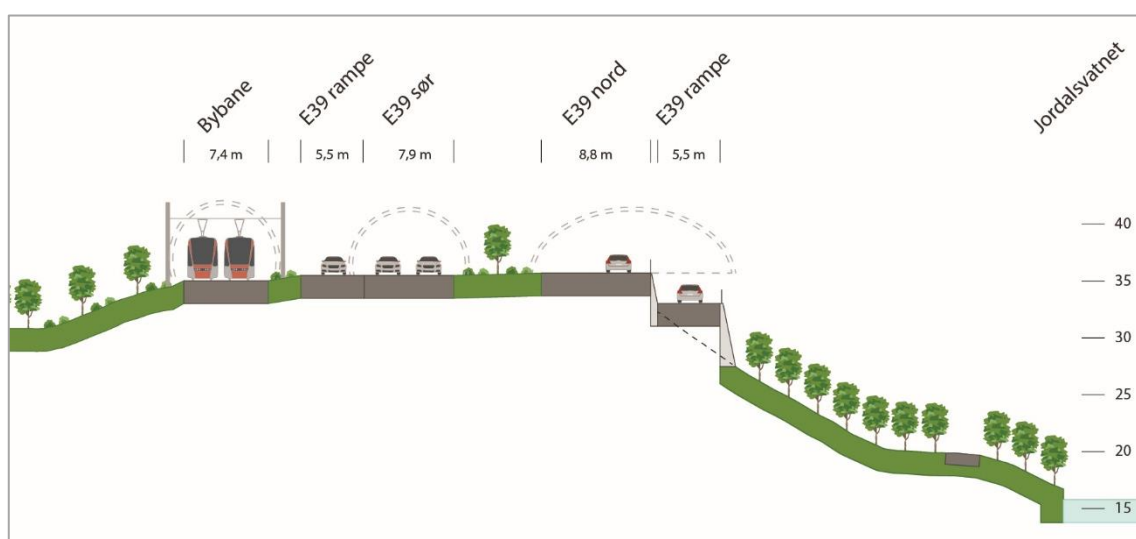 Bybane
E39 rampe
E39 sør
E39 nord
E39 rampe
Jordalsvatnet
7,4 m
5,5 m
7,9 m
8,8 m
5,5 m
40
35
30
25
20
15